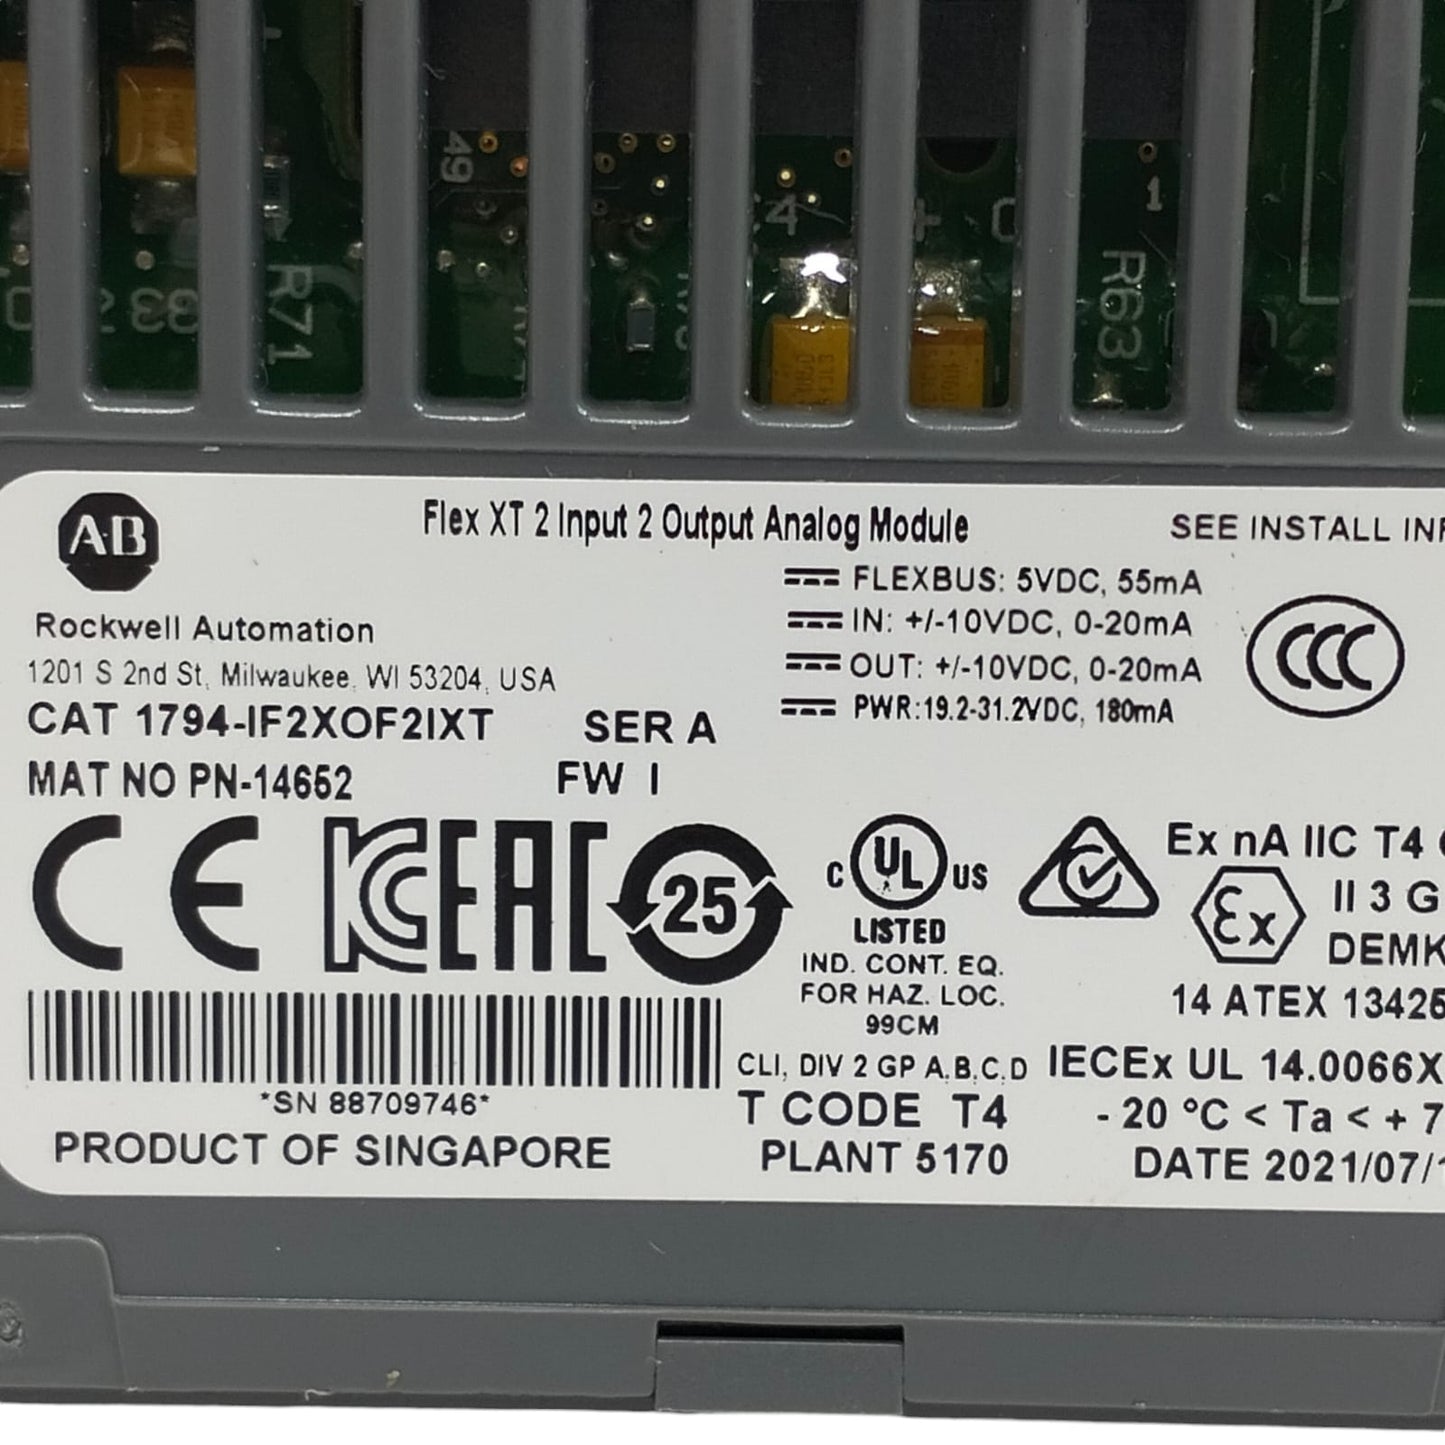 49
C4
+
1
83
R71
R63
AB
Flex XT 2 Input 2 Output Analog Module
SEE INSTALL
FLEXBUS: 5VDC, 55mA
IN: +/-10VDC, 0-20mA
OUT: +/-10VDC, 0-20mA
PWR:19.2-31.2VDC, 180mA
CCC
Rockwell Automation
1201 S 2nd St, Milwaukee, WI 53204, USA
CAT 1794-IF2XOF2IXT SER A
MAT NO PN-14652 FW I
CE KC EAC 25
C UL US
LISTED
IND. CONT. EQ.
FOR HAZ. LOC.
99CM
CLI, DIV 2 GP A,B,C,D
T CODE T4
PLANT 5170
Ex nA IIC T4
Ex
II 3 G
DEMK
14 ATEX 13425
IECEx UL 14.0066X
- 20 °C < Ta < + 7
DATE 2021/07/1
*SN 88709746*
PRODUCT OF SINGAPORE